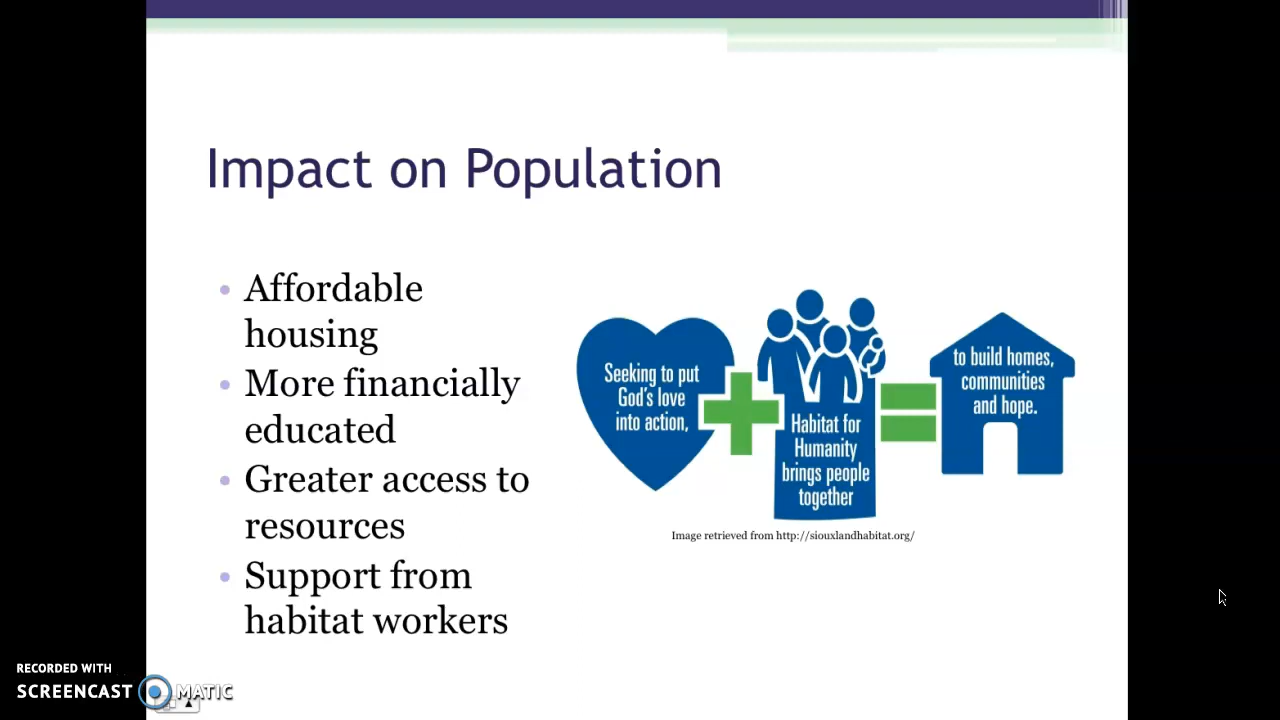 Impact on Population
• Affordable
housing
• More financially
educated
• Greater access to
resources
• Support from
habitat workers
Seeking to put
God's love
into action,
Habitat for
Humanity
brings people
together
to build homes,
communities
and hope.
Image retrieved from http://siouxlandhabitat.org/
RECORDED WITH
SCREENCAST MATIC